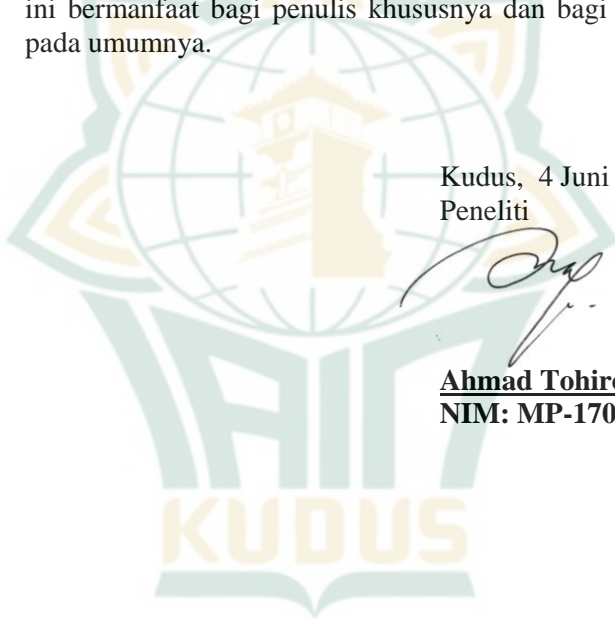 ini bermanfaat bagi penulis khususnya dan bagi
pada umumnya.
Kudus, 4 Juni
Peneliti
Ahmad Tohir
NIM: MP-170
IAIN
KUDUS